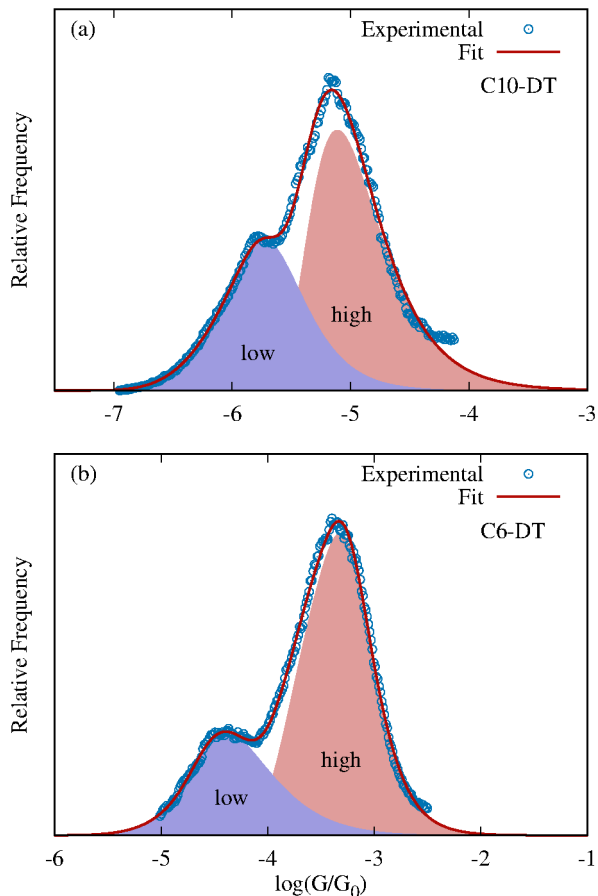 (a)
Experimental
Fit
C10-DT
Relative Frequency
high
low
-7 -6 -5 -4 -3
(b)
Experimental
Fit
C6-DT
Relative Frequency
high
low
-6 -5 -4 -3 -2 -1
log(G/G₀)